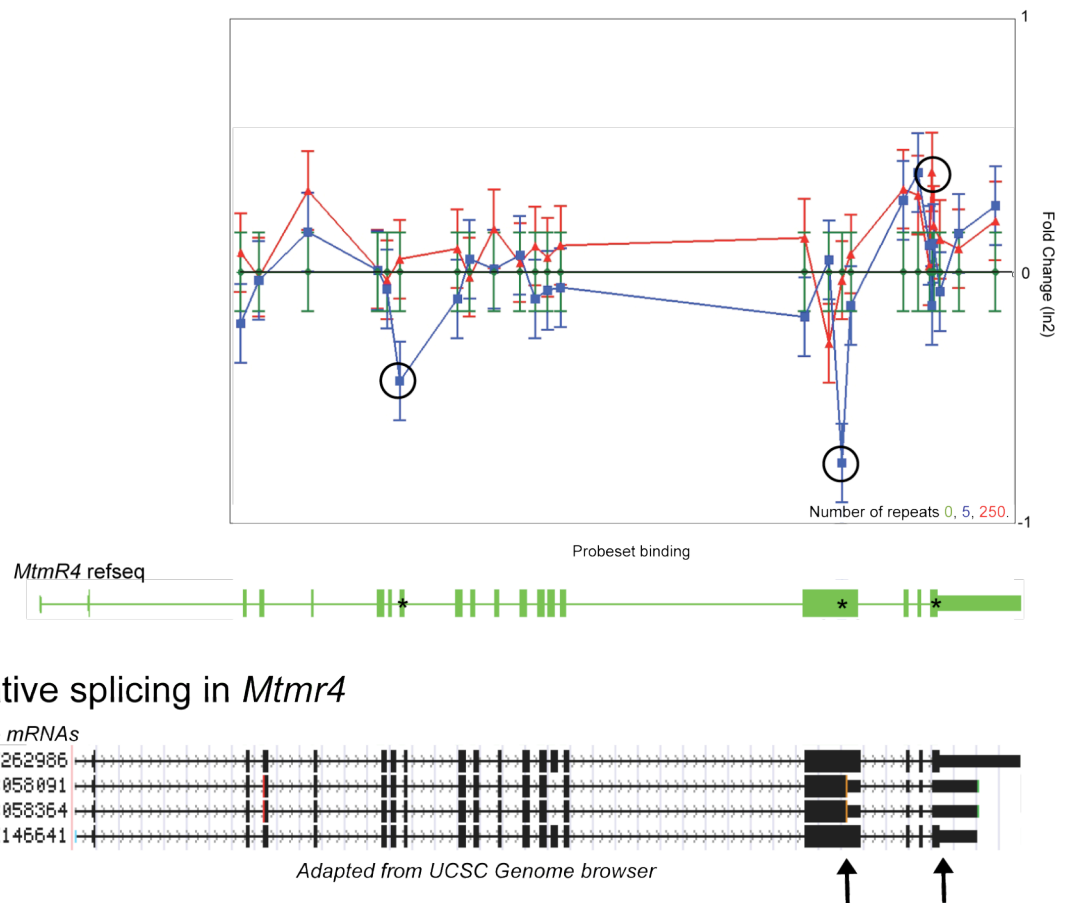 1
0
Fold Change (ln2)
Number of repeats 0, 5, 250.
-1
Probeset binding
MtmR4 refseq
* * *
tive splicing in Mtmr4
mRNAs
262986
058091
058364
146641
Adapted from UCSC Genome browser